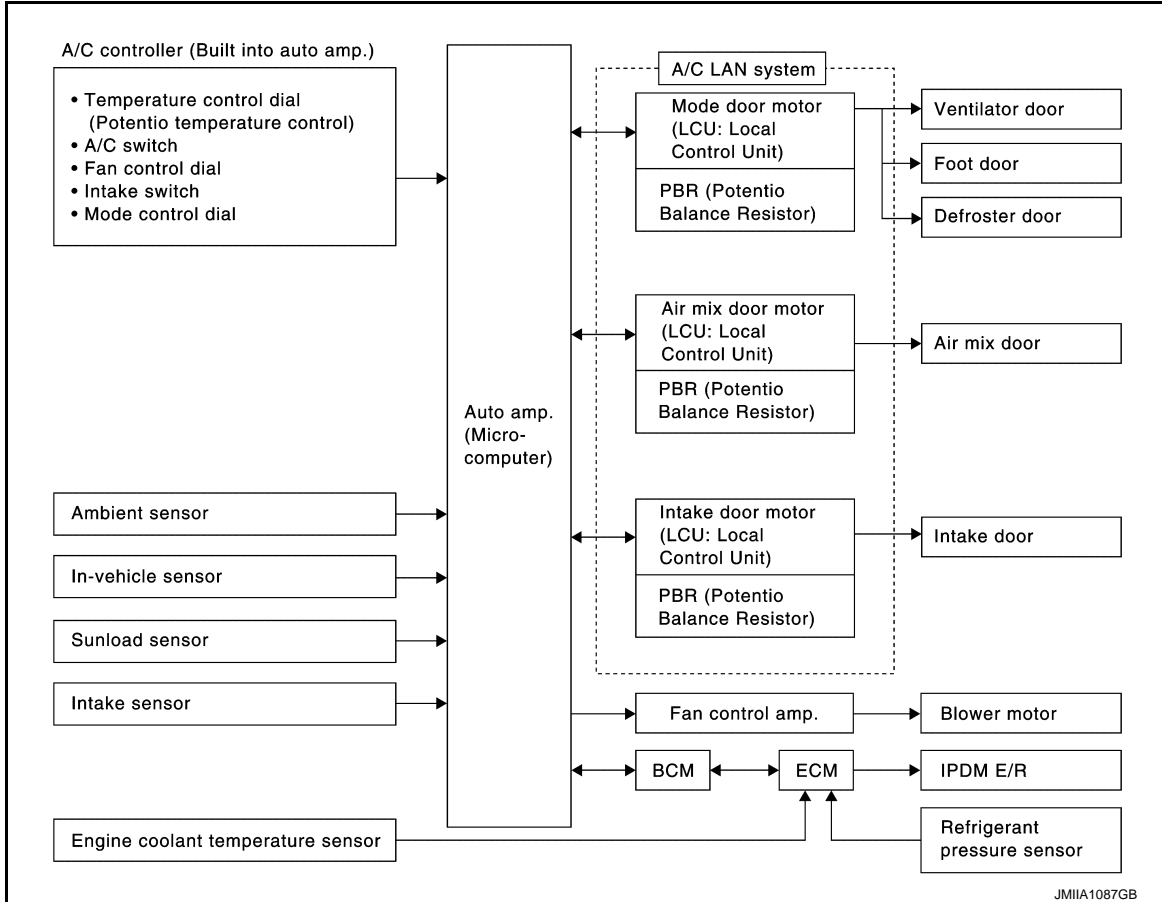 A/C controller (Built into auto amp.)
• Temperature control dial
(Potentio temperature control)
• A/C switch
• Fan control dial
• Intake switch
• Mode control dial
Ambient sensor
In-vehicle sensor
Sunload sensor
Intake sensor
Engine coolant temperature sensor
Auto amp.
(Micro-
computer)
A/C LAN system
Mode door motor
(LCU: Local
Control Unit)
PBR (Potentio
Balance Resistor)
Air mix door motor
(LCU: Local
Control Unit)
PBR (Potentio
Balance Resistor)
Intake door motor
(LCU: Local
Control Unit)
PBR (Potentio
Balance Resistor)
Fan control amp.
BCM
ECM
Ventilator door
Foot door
Defroster door
Air mix door
Intake door
Blower motor
IPDM E/R
Refrigerant
pressure sensor
JMIIA1087GB